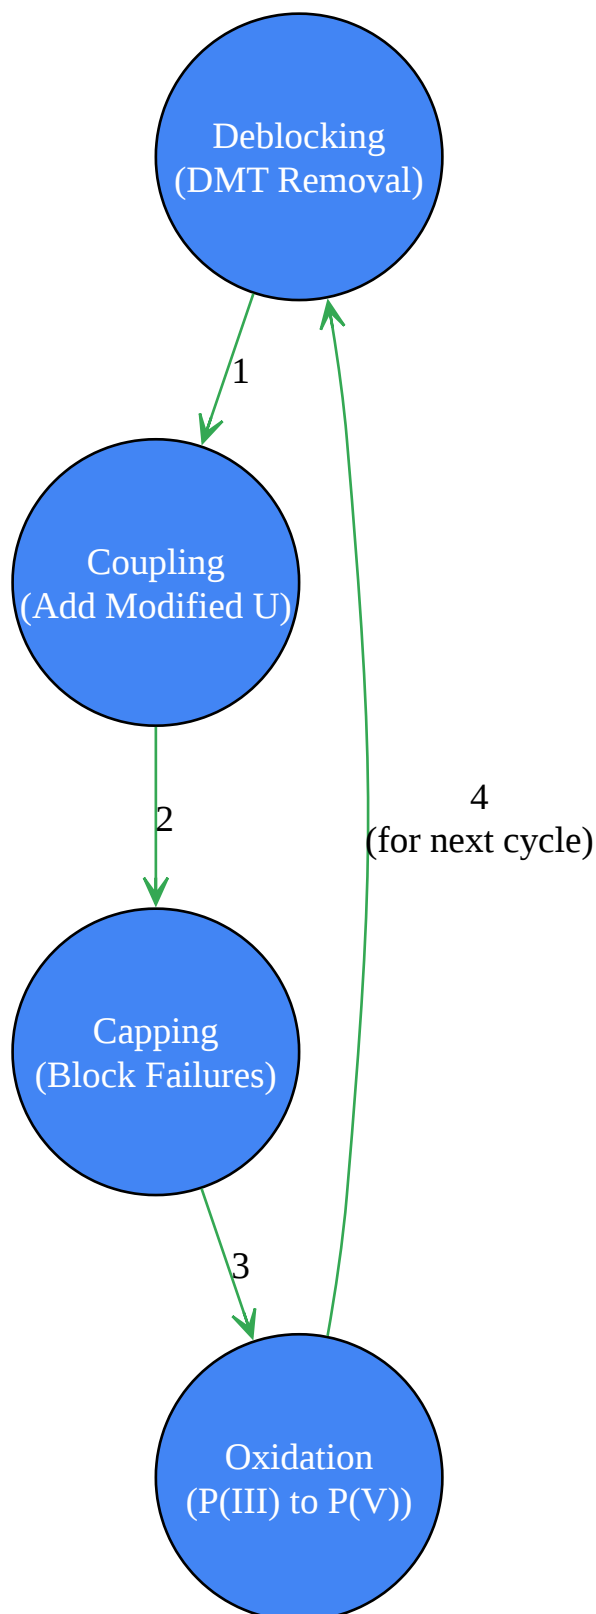 Deblocking
(DMT Removal)
1
Coupling
(Add Modified U)
2
4
(for next cycle)
Capping
(Block Failures)
3
Oxidation
(P(III) to P(V))